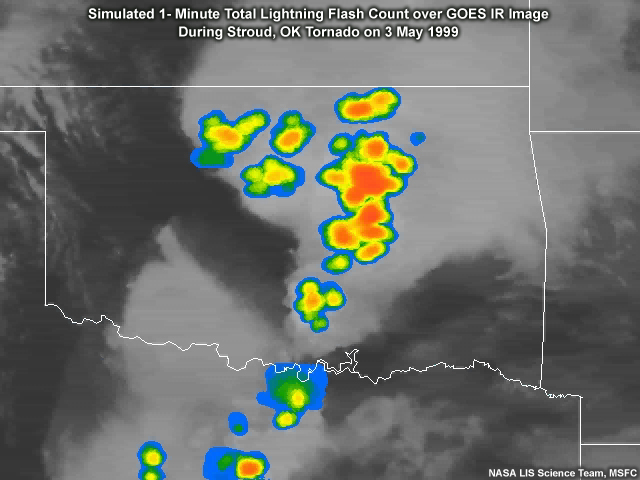 Simulated 1- Minute Total Lightning Flash Count over GOES IR Image
During Stroud, OK Tornado on 3 May 1999
NASA LIS Science Team, MSFC